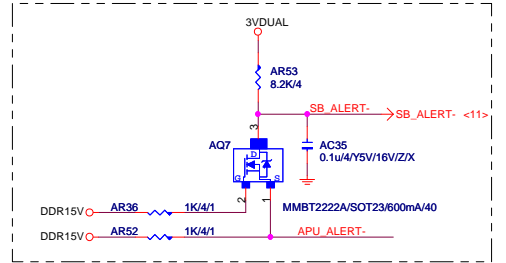 3VDUAL
AR53
8.2K/4
SB_ALERT-
SB_ALERT- <11>
3
AQ7
D
G
S
AC35
0.1u/4/Y5V/16V/Z/X
2
1
MMBT2222A/SOT23/600mA/40
DDR15V
AR36
1K/4/1
DDR15V
AR52
1K/4/1
APU_ALERT-